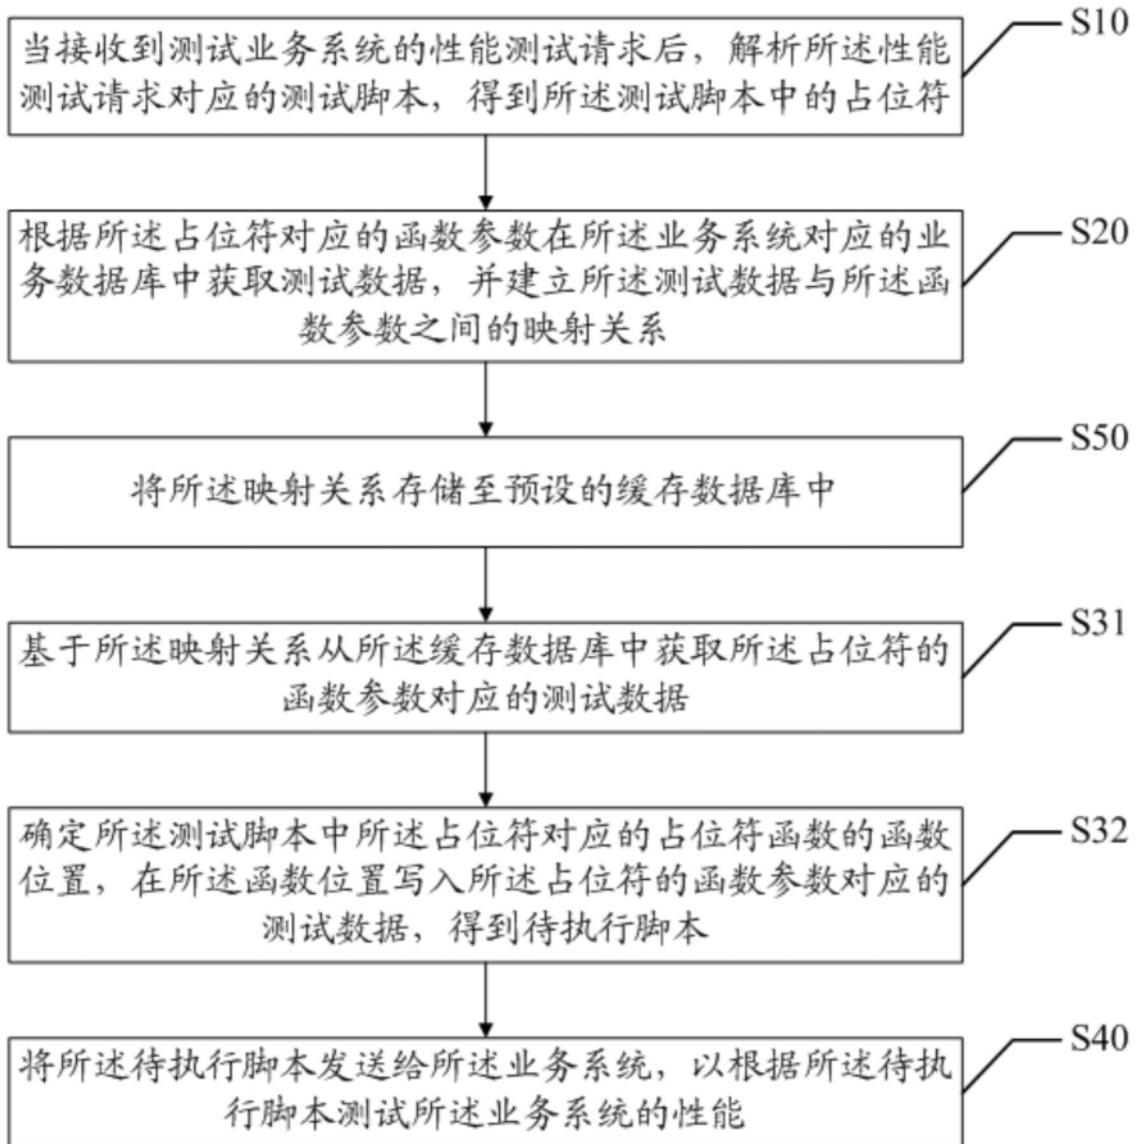 S10
当接收到测试业务系统的性能测试请求后，解析所述性能
测试请求对应的测试脚本，得到所述测试脚本中的占位符
S20
根据所述占位符对应的函数参数在所述业务系统对应的业
务数据库中获取测试数据，并建立所述测试数据与所述函
数参数之间的映射关系
S50
将所述映射关系存储至预设的缓存数据库中
S31
基于所述映射关系从所述缓存数据库中获取所述占位符的
函数参数对应的测试数据
S32
确定所述测试脚本中所述占位符对应的占位符函数的函数
位置，在所述函数位置写入所述占位符的函数参数对应的
测试数据，得到待执行脚本
S40
将所述待执行脚本发送给所述业务系统，以根据所述待执
行脚本测试所述业务系统的性能